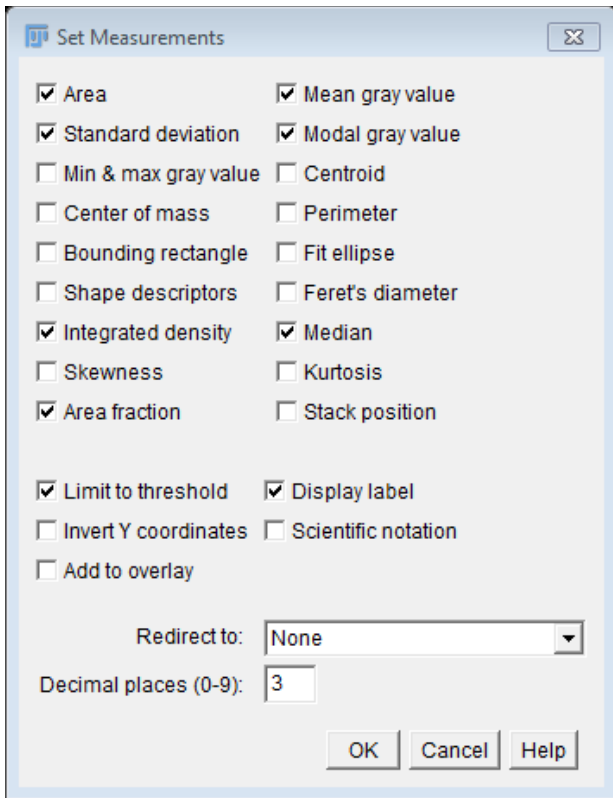 Set Measurements
Area Mean gray value
Standard deviation Modal gray value
Min & max gray value Centroid
Center of mass Perimeter
Bounding rectangle Fit ellipse
Shape descriptors Feret's diameter
Integrated density Median
Skewness Kurtosis
Area fraction Stack position
Limit to threshold Display label
Invert Y coordinates Scientific notation
Add to overlay
Redirect to: None
Decimal places (0-9): 3
OK Cancel Help